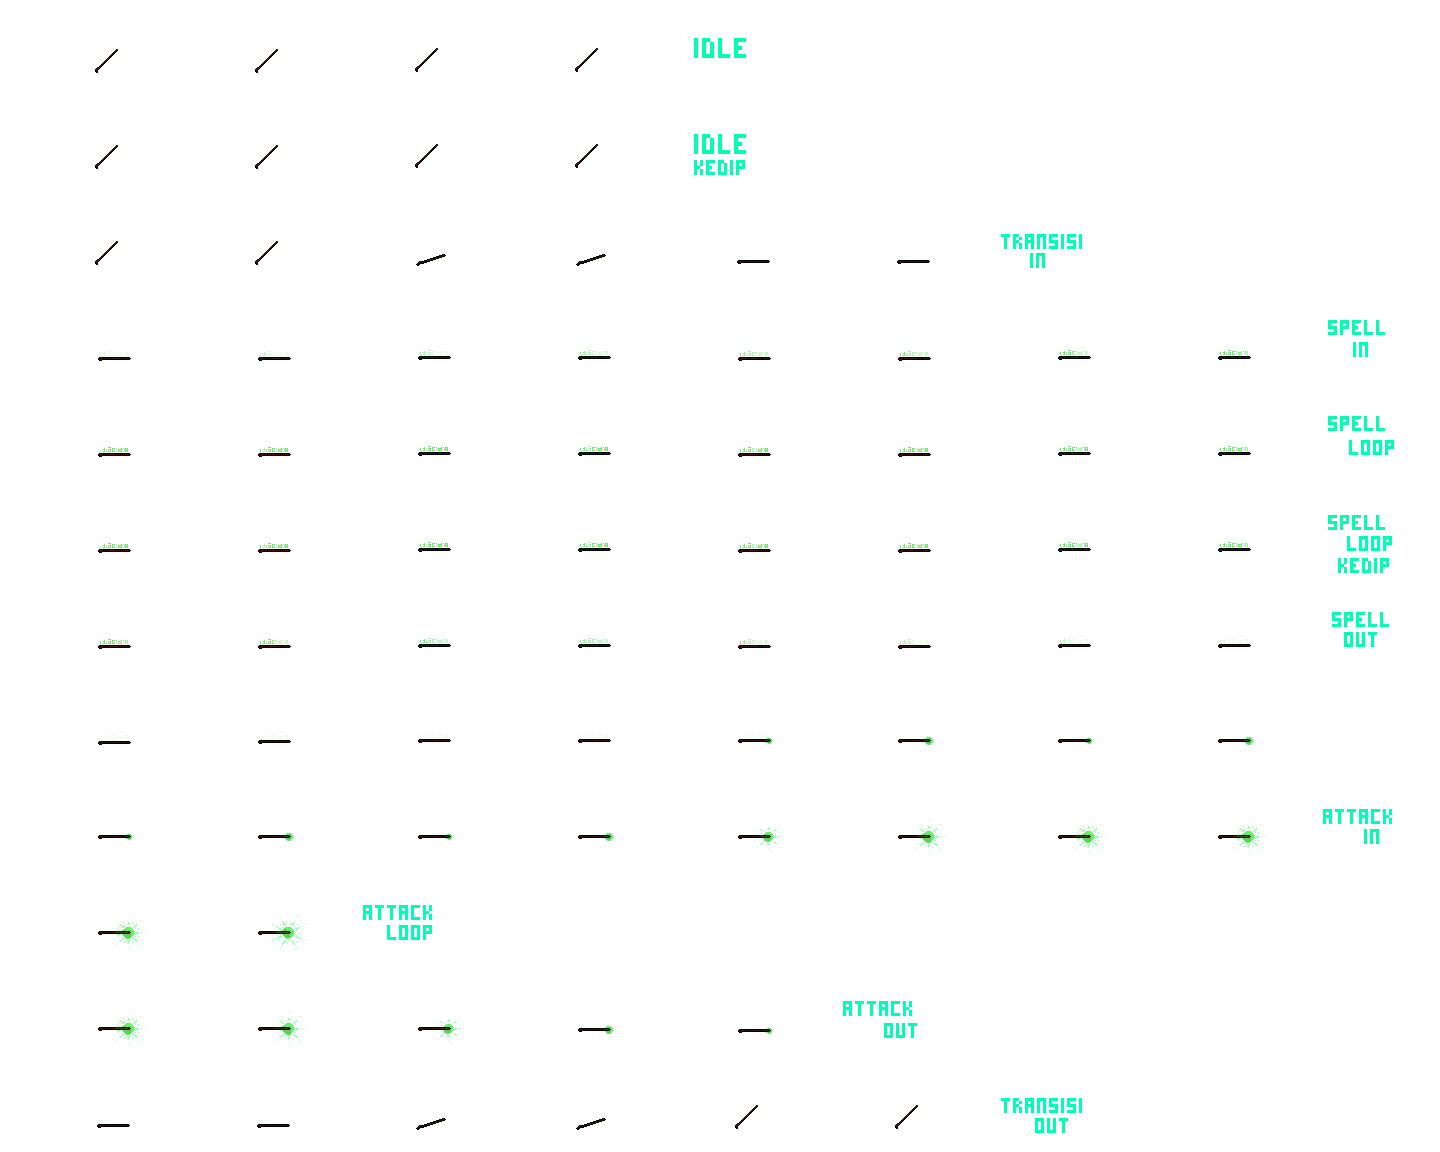 IDLE
IDLE
KEDIP
TRANSISI
IN
SPELL
IN
SPELL
LOOP
SPELL
LOOP
KEDIP
SPELL
OUT
ATTACK
IN
ATTACK
LOOP
ATTACK
OUT
TRANSISI
OUT